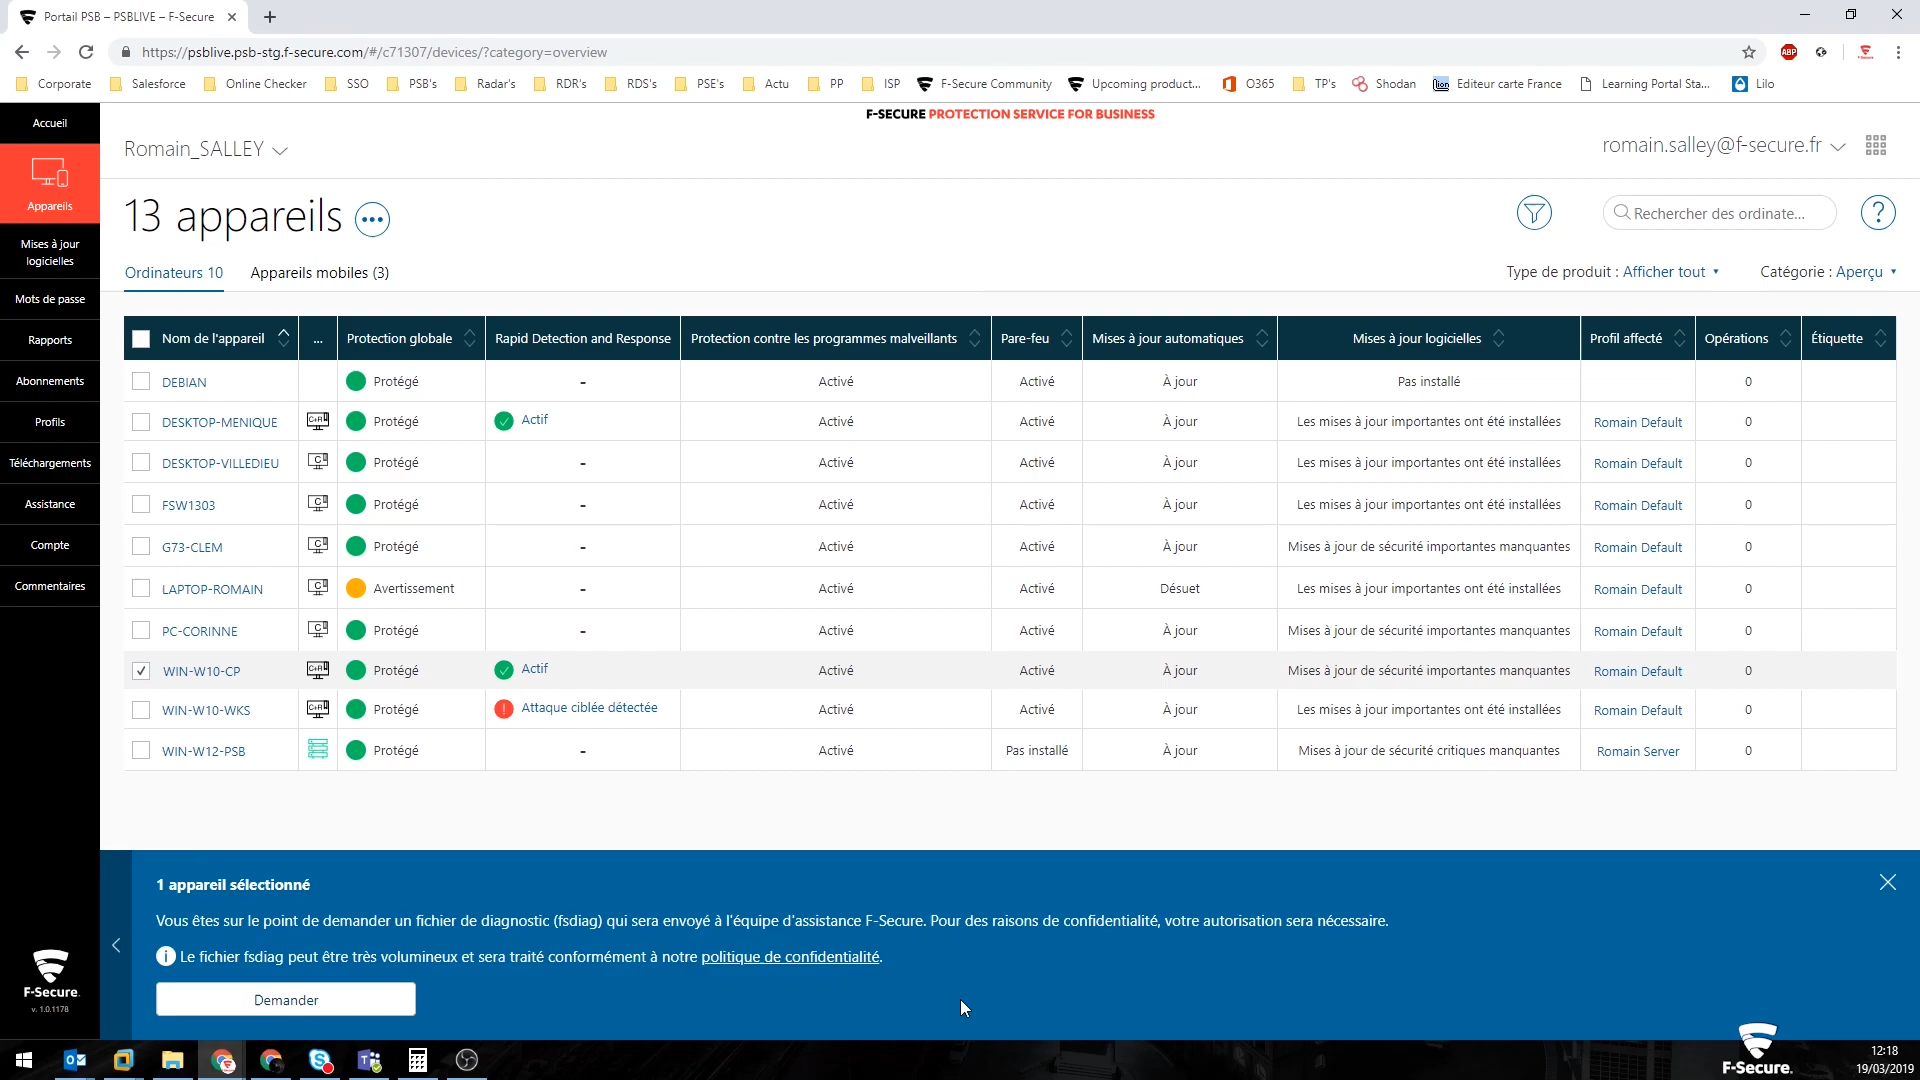 Portail PSB – PSBLIVE – F-Secure
https://psblive.psb-stg.f-secure.com/#/c71307/devices/?category=overview
ABP
Corporate Salesforce Online Checker SSO PSB's Radar's RDR's RDS's PSE's Actu PP ISP F-Secure Community Upcoming product... O365 TP's Shodan Editeur carte France Learning Portal Sta... Lilo
F-SECURE PROTECTION SERVICE FOR BUSINESS
Accueil
Appareils
Mises à jour
logicielles
Mots de passe
Rapports
Abonnements
Profils
Téléchargements
Assistance
Compte
Commentaires
F-Secure.
v. 1.0.1178
Romain_SALLEY
romain.salley@f-secure.fr
13 appareils
Rechercher des ordinate...
?
Ordinateurs 10 Appareils mobiles (3)
Type de produit : Afficher tout Catégorie : Aperçu
Nom de l'appareil ... Protection globale Rapid Detection and Response Protection contre les programmes malveillants Pare-feu Mises à jour automatiques Mises à jour logicielles Profil affecté Opérations Étiquette
DEBIAN Protégé - Activé Activé À jour Pas installé 0
DESKTOP-MENIQUE C+R Protégé Actif Activé Activé À jour Les mises à jour importantes ont été installées Romain Default 0
DESKTOP-VILLEDIEU C Protégé - Activé Activé À jour Les mises à jour importantes ont été installées Romain Default 0
FSW1303 C Protégé - Activé Activé À jour Les mises à jour importantes ont été installées Romain Default 0
G73-CLEM C Protégé - Activé Activé À jour Mises à jour de sécurité importantes manquantes Romain Default 0
LAPTOP-ROMAIN C Avertissement - Activé Activé Désuet Les mises à jour importantes ont été installées Romain Default 0
PC-CORINNE C Protégé - Activé Activé À jour Mises à jour de sécurité importantes manquantes Romain Default 0
WIN-W10-CP C+R Protégé Actif Activé Activé À jour Mises à jour de sécurité importantes manquantes Romain Default 0
WIN-W10-WKS C+R Protégé Attaque ciblée détectée Activé Activé À jour Les mises à jour importantes ont été installées Romain Default 0
WIN-W12-PSB Protégé - Activé Pas installé À jour Mises à jour de sécurité critiques manquantes Romain Server 0
1 appareil sélectionné
Vous êtes sur le point de demander un fichier de diagnostic (fsdiag) qui sera envoyé à l'équipe d'assistance F-Secure. Pour des raisons de confidentialité, votre autorisation sera nécessaire.
Le fichier fsdiag peut être très volumineux et sera traité conformément à notre politique de confidentialité.
Demander
F-Secure.
12:18
19/03/2019